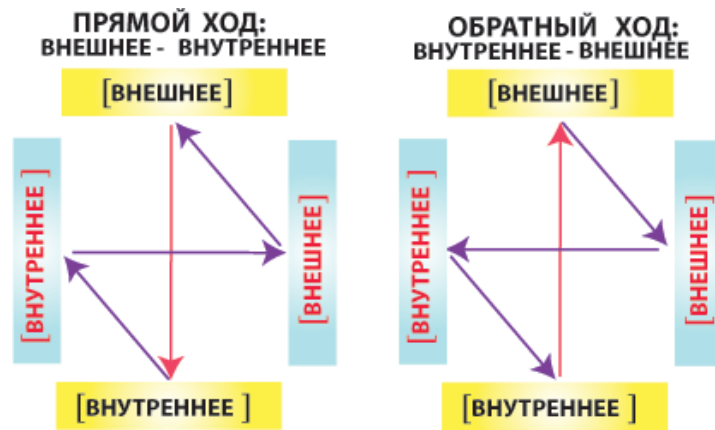 ПРЯМОЙ ХОД:
ВНЕШНЕЕ - ВНУТРЕННЕЕ
[ВНЕШНЕЕ]
[ВНУТРЕННЕЕ ]
[ВНЕШНЕЕ ]
[ВНУТРЕННЕЕ ]
ОБРАТНЫЙ ХОД:
ВНУТРЕННЕЕ - ВНЕШНЕЕ
[ВНЕШНЕЕ]
[ВНУТРЕННЕЕ ]
[ВНЕШНЕЕ ]
[ВНУТРЕННЕЕ ]